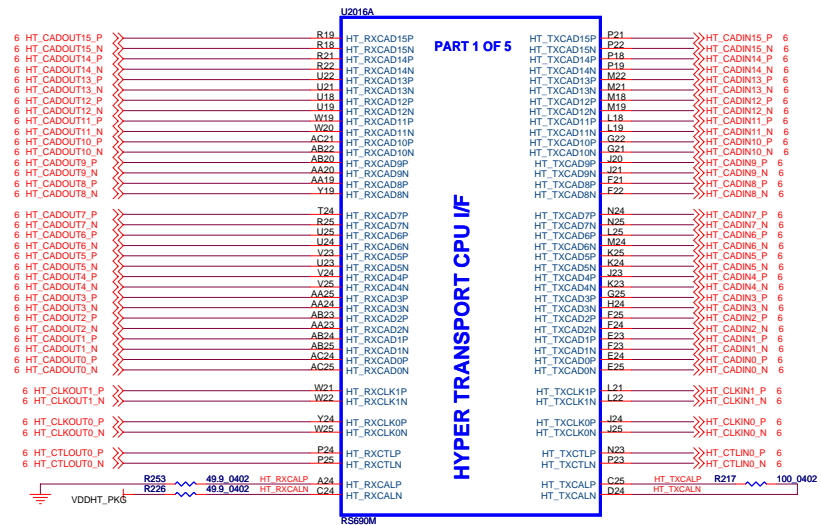 U2016A
PART 1 OF 5
HYPER TRANSPORT CPU I/F
6 HT_CADOUT15_P R19 HT_RXCAD15P HT_TXCAD15P P21 HT_CADIN15_P 6
6 HT_CADOUT15_N R18 HT_RXCAD15N HT_TXCAD15N P22 HT_CADIN15_N 6
6 HT_CADOUT14_P R21 HT_RXCAD14P HT_TXCAD14P P18 HT_CADIN14_P 6
6 HT_CADOUT14_N R22 HT_RXCAD14N HT_TXCAD14N P19 HT_CADIN14_N 6
6 HT_CADOUT13_P U22 HT_RXCAD13P HT_TXCAD13P M22 HT_CADIN13_P 6
6 HT_CADOUT13_N U21 HT_RXCAD13N HT_TXCAD13N M21 HT_CADIN13_N 6
6 HT_CADOUT12_P U18 HT_RXCAD12P HT_TXCAD12P M18 HT_CADIN12_P 6
6 HT_CADOUT12_N U19 HT_RXCAD12N HT_TXCAD12N M19 HT_CADIN12_N 6
6 HT_CADOUT11_P W19 HT_RXCAD11P HT_TXCAD11P L18 HT_CADIN11_P 6
6 HT_CADOUT11_N W20 HT_RXCAD11N HT_TXCAD11N L19 HT_CADIN11_N 6
6 HT_CADOUT10_P AC21 HT_RXCAD10P HT_TXCAD10P G22 HT_CADIN10_P 6
6 HT_CADOUT10_N AB22 HT_RXCAD10N HT_TXCAD10N G21 HT_CADIN10_N 6
6 HT_CADOUT9_P AB20 HT_RXCAD9P HT_TXCAD9P J20 HT_CADIN9_P 6
6 HT_CADOUT9_N AA20 HT_RXCAD9N HT_TXCAD9N J21 HT_CADIN9_N 6
6 HT_CADOUT8_P AA19 HT_RXCAD8P HT_TXCAD8P F21 HT_CADIN8_P 6
6 HT_CADOUT8_N Y19 HT_RXCAD8N HT_TXCAD8N F22 HT_CADIN8_N 6
6 HT_CADOUT7_P T24 HT_RXCAD7P HT_TXCAD7P N24 HT_CADIN7_P 6
6 HT_CADOUT7_N R25 HT_RXCAD7N HT_TXCAD7N N25 HT_CADIN7_N 6
6 HT_CADOUT6_P U25 HT_RXCAD6P HT_TXCAD6P L25 HT_CADIN6_P 6
6 HT_CADOUT6_N U24 HT_RXCAD6N HT_TXCAD6N M24 HT_CADIN6_N 6
6 HT_CADOUT5_P V23 HT_RXCAD5P HT_TXCAD5P K25 HT_CADIN5_P 6
6 HT_CADOUT5_N U23 HT_RXCAD5N HT_TXCAD5N K24 HT_CADIN5_N 6
6 HT_CADOUT4_P V24 HT_RXCAD4P HT_TXCAD4P J23 HT_CADIN4_P 6
6 HT_CADOUT4_N V25 HT_RXCAD4N HT_TXCAD4N K23 HT_CADIN4_N 6
6 HT_CADOUT3_P AA25 HT_RXCAD3P HT_TXCAD3P G25 HT_CADIN3_P 6
6 HT_CADOUT3_N AA24 HT_RXCAD3N HT_TXCAD3N H24 HT_CADIN3_N 6
6 HT_CADOUT2_P AB23 HT_RXCAD2P HT_TXCAD2P F25 HT_CADIN2_P 6
6 HT_CADOUT2_N AA23 HT_RXCAD2N HT_TXCAD2N F24 HT_CADIN2_N 6
6 HT_CADOUT1_P AB24 HT_RXCAD1P HT_TXCAD1P E23 HT_CADIN1_P 6
6 HT_CADOUT1_N AB25 HT_RXCAD1N HT_TXCAD1N F23 HT_CADIN1_N 6
6 HT_CADOUT0_P AC24 HT_RXCAD0P HT_TXCAD0P E24 HT_CADIN0_P 6
6 HT_CADOUT0_N AC25 HT_RXCAD0N HT_TXCAD0N E25 HT_CADIN0_N 6
6 HT_CLKOUT1_P W21 HT_RXCLK1P HT_TXCLK1P L21 HT_CLKIN1_P 6
6 HT_CLKOUT1_N W22 HT_RXCLK1N HT_TXCLK1N L22 HT_CLKIN1_N 6
6 HT_CLKOUT0_P Y24 HT_RXCLK0P HT_TXCLK0P J24 HT_CLKIN0_P 6
6 HT_CLKOUT0_N W25 HT_RXCLK0N HT_TXCLK0N J25 HT_CLKIN0_N 6
6 HT_CTLOUT0_P P24 HT_RXCTLP HT_TXCTLP N23 HT_CTLIN0_P 6
6 HT_CTLOUT0_N P25 HT_RXCTLN HT_TXCTLN P23 HT_CTLIN0_N 6
R253 49.9_0402 HT_RXCALP A24 HT_RXCALP HT_TXCALP C25 HT_TXCALP R217 100_0402
VDDHT_PKG R226 49.9_0402 HT_RXCALN C24 HT_RXCALN HT_TXCALN D24 HT_TXCALN
RS690M